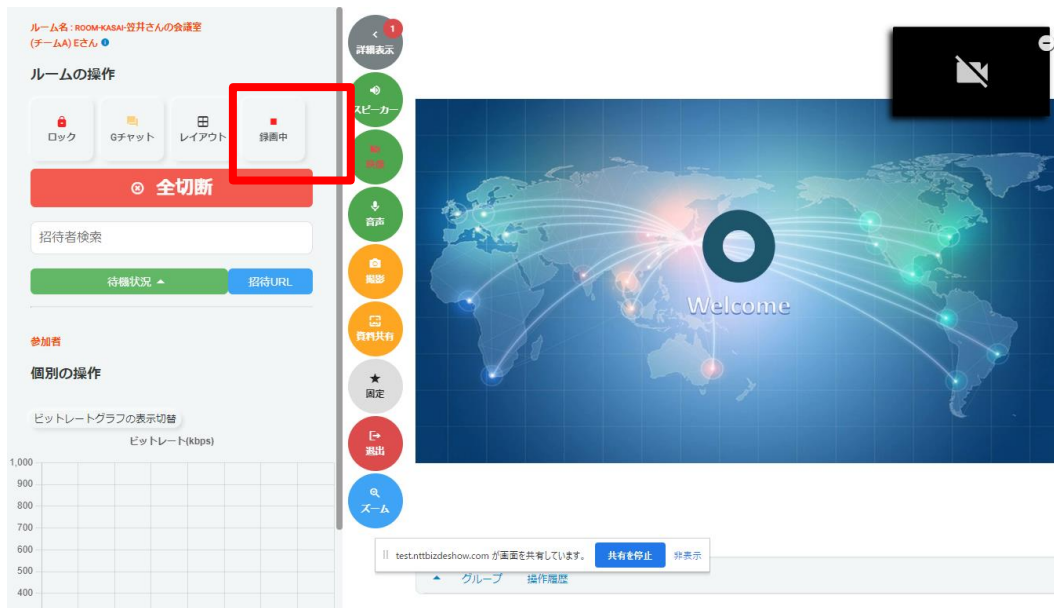 ルーム名 : ROOM-KASAI-笠井さんの会議室
(チームA) Eさん
ルームの操作
ロック
Gチャット
レイアウト
録画中
全切断
招待者検索
待機状況
招待URL
参加者
個別の操作
ビットレートグラフの表示切替
ビットレート(kbps)
1,000
900
800
700
600
500
400
1
詳細表示
スピーカー
映像
音声
撮影
資料共有
固定
退出
ズーム
Welcome
test.nttbizdeshow.com が画面を共有しています。 共有を停止 非表示
グループ 操作履歴